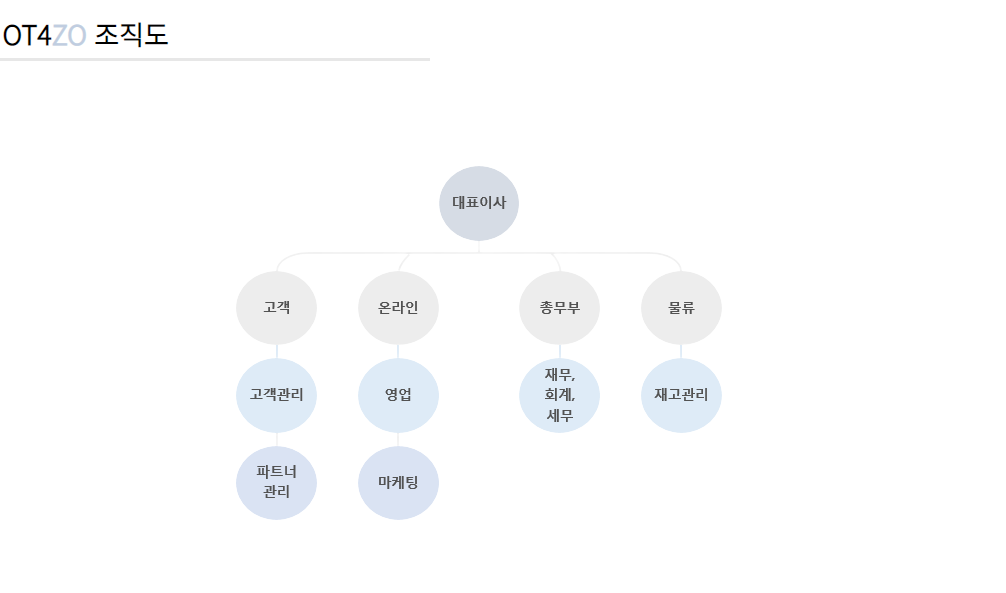 OT4ZO 조직도
대표이사
고객
온라인
총무부
물류
고객관리
영업
재무,
회계,
세무
재고관리
파트너
관리
마케팅